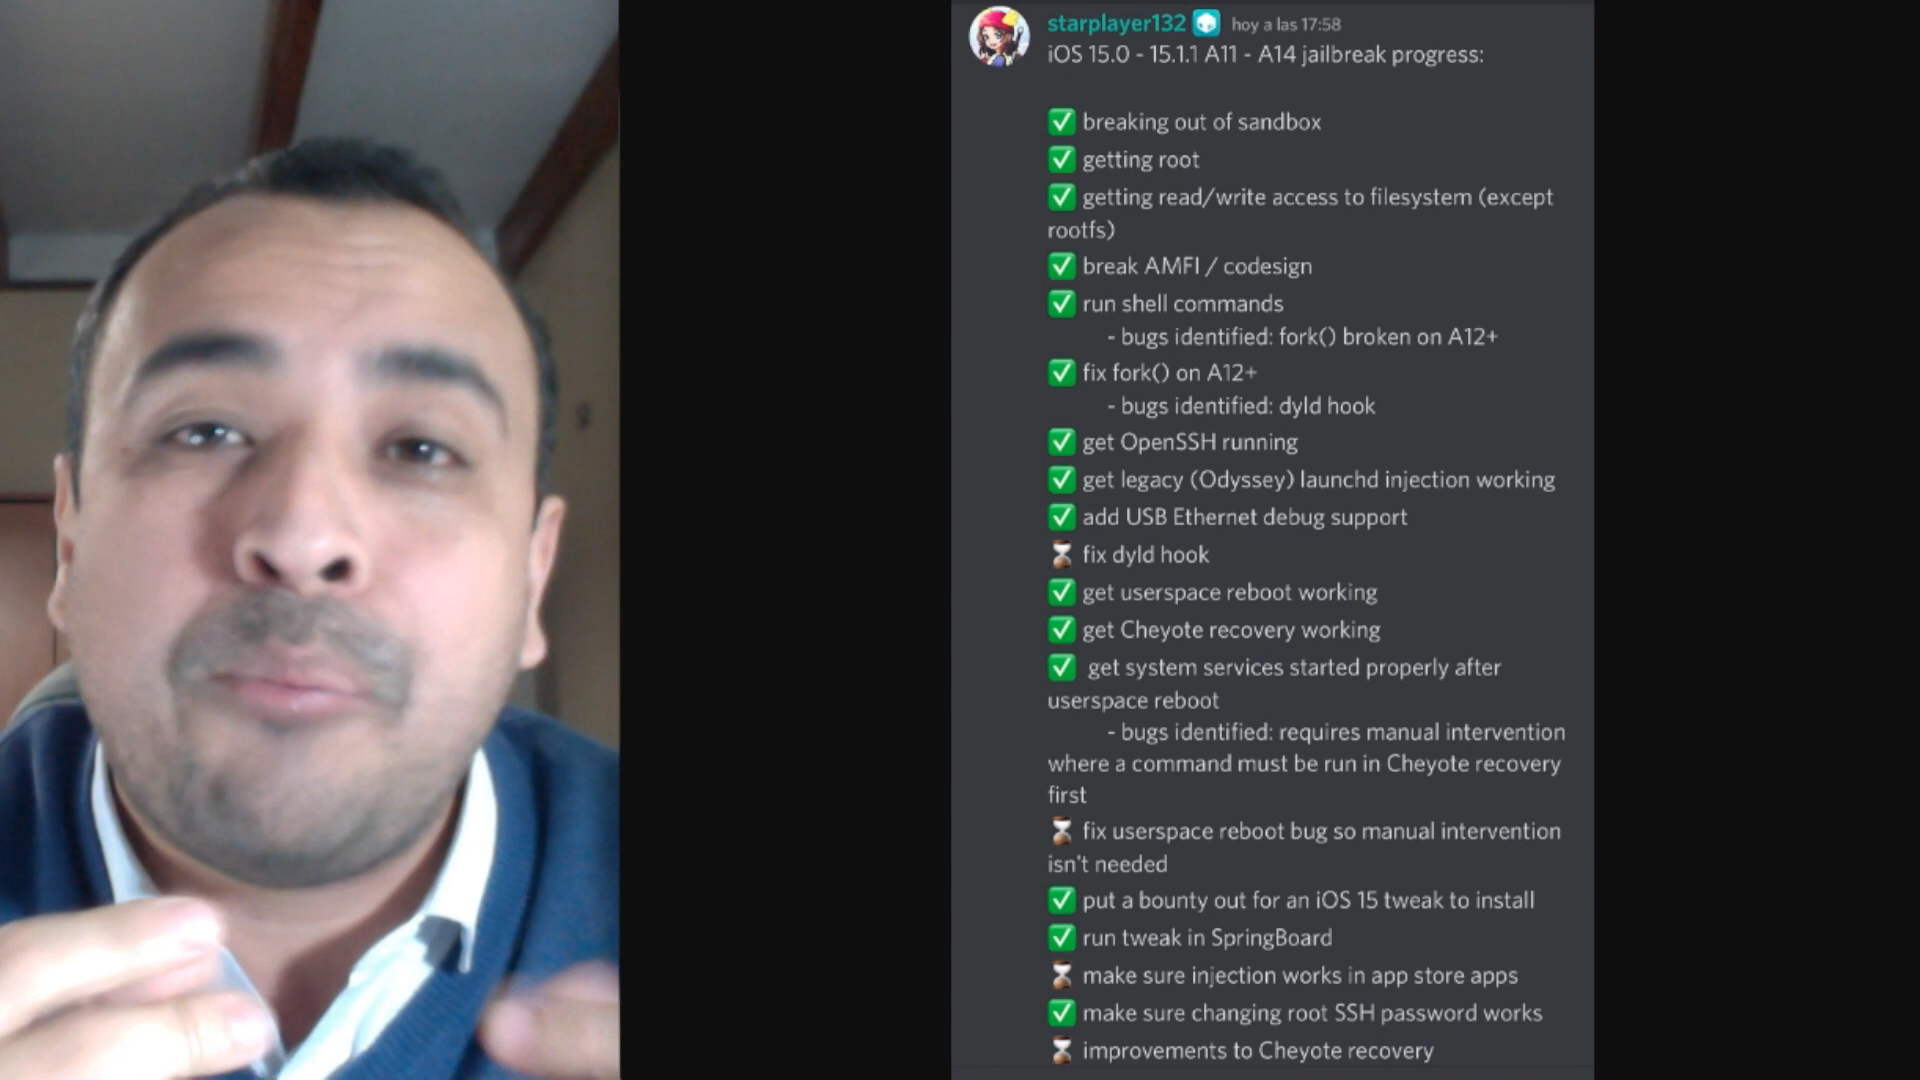 starplayer132 hoy a las 17:58
iOS 15.0 - 15.1.1 A11 - A14 jailbreak progress:
✅ breaking out of sandbox
✅ getting root
✅ getting read/write access to filesystem (except
rootfs)
✅ break AMFI / codesign
✅ run shell commands
- bugs identified: fork() broken on A12+
✅ fix fork() on A12+
- bugs identified: dyld hook
✅ get OpenSSH running
✅ get legacy (Odyssey) launchd injection working
✅ add USB Ethernet debug support
⏳ fix dyld hook
✅ get userspace reboot working
✅ get Cheyote recovery working
✅ get system services started properly after
userspace reboot
- bugs identified: requires manual intervention
where a command must be run in Cheyote recovery
first
⏳ fix userspace reboot bug so manual intervention
isn't needed
✅ put a bounty out for an iOS 15 tweak to install
✅ run tweak in SpringBoard
⏳ make sure injection works in app store apps
✅ make sure changing root SSH password works
⏳ improvements to Cheyote recovery